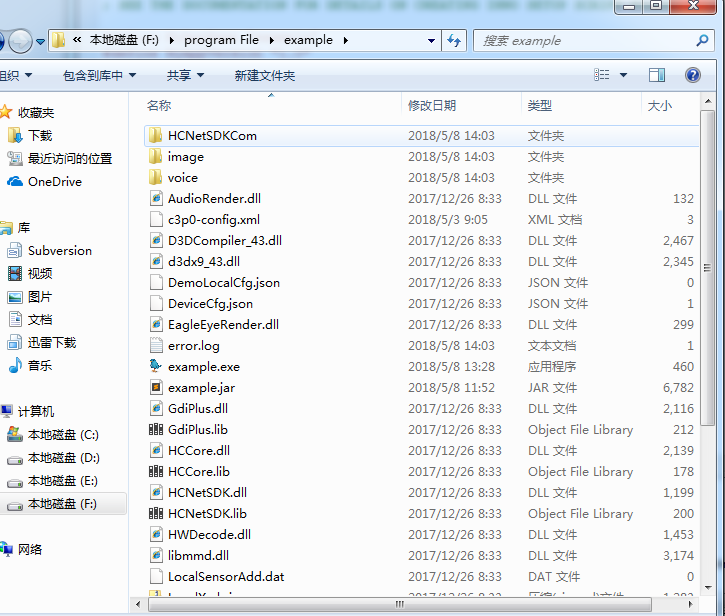 本地磁盘 (F:) program File example
搜索 example
组织 包含到库中 共享 新建文件夹
名称 修改日期 类型 大小
收藏夹
下载
最近访问的位置
OneDrive
库
Subversion
视频
图片
文档
迅雷下载
音乐
计算机
本地磁盘 (C:)
本地磁盘 (D:)
本地磁盘 (E:)
本地磁盘 (F:)
网络
HCNetSDKCom 2018/5/8 14:03 文件夹
image 2018/5/8 14:03 文件夹
voice 2018/5/8 14:03 文件夹
AudioRender.dll 2017/12/26 8:33 DLL 文件 132
c3p0-config.xml 2018/5/3 9:05 XML 文档 3
D3DCompiler_43.dll 2017/12/26 8:33 DLL 文件 2,467
d3dx9_43.dll 2017/12/26 8:33 DLL 文件 2,345
DemoLocalCfg.json 2017/12/26 8:33 JSON 文件 0
DeviceCfg.json 2017/12/26 8:33 JSON 文件 1
EagleEyeRender.dll 2017/12/26 8:33 DLL 文件 299
error.log 2018/5/8 14:03 文本文档 1
example.exe 2018/5/8 13:28 应用程序 460
example.jar 2018/5/8 11:52 JAR 文件 6,782
GdiPlus.dll 2017/12/26 8:33 DLL 文件 2,116
GdiPlus.lib 2017/12/26 8:33 Object File Library 212
HCCore.dll 2017/12/26 8:33 DLL 文件 2,139
HCCore.lib 2017/12/26 8:33 Object File Library 178
HCNetSDK.dll 2017/12/26 8:33 DLL 文件 1,199
HCNetSDK.lib 2017/12/26 8:33 Object File Library 200
HWDecode.dll 2017/12/26 8:33 DLL 文件 1,453
libmmd.dll 2017/12/26 8:33 DLL 文件 3,174
LocalSensorAdd.dat 2017/12/26 8:33 DAT 文件 0